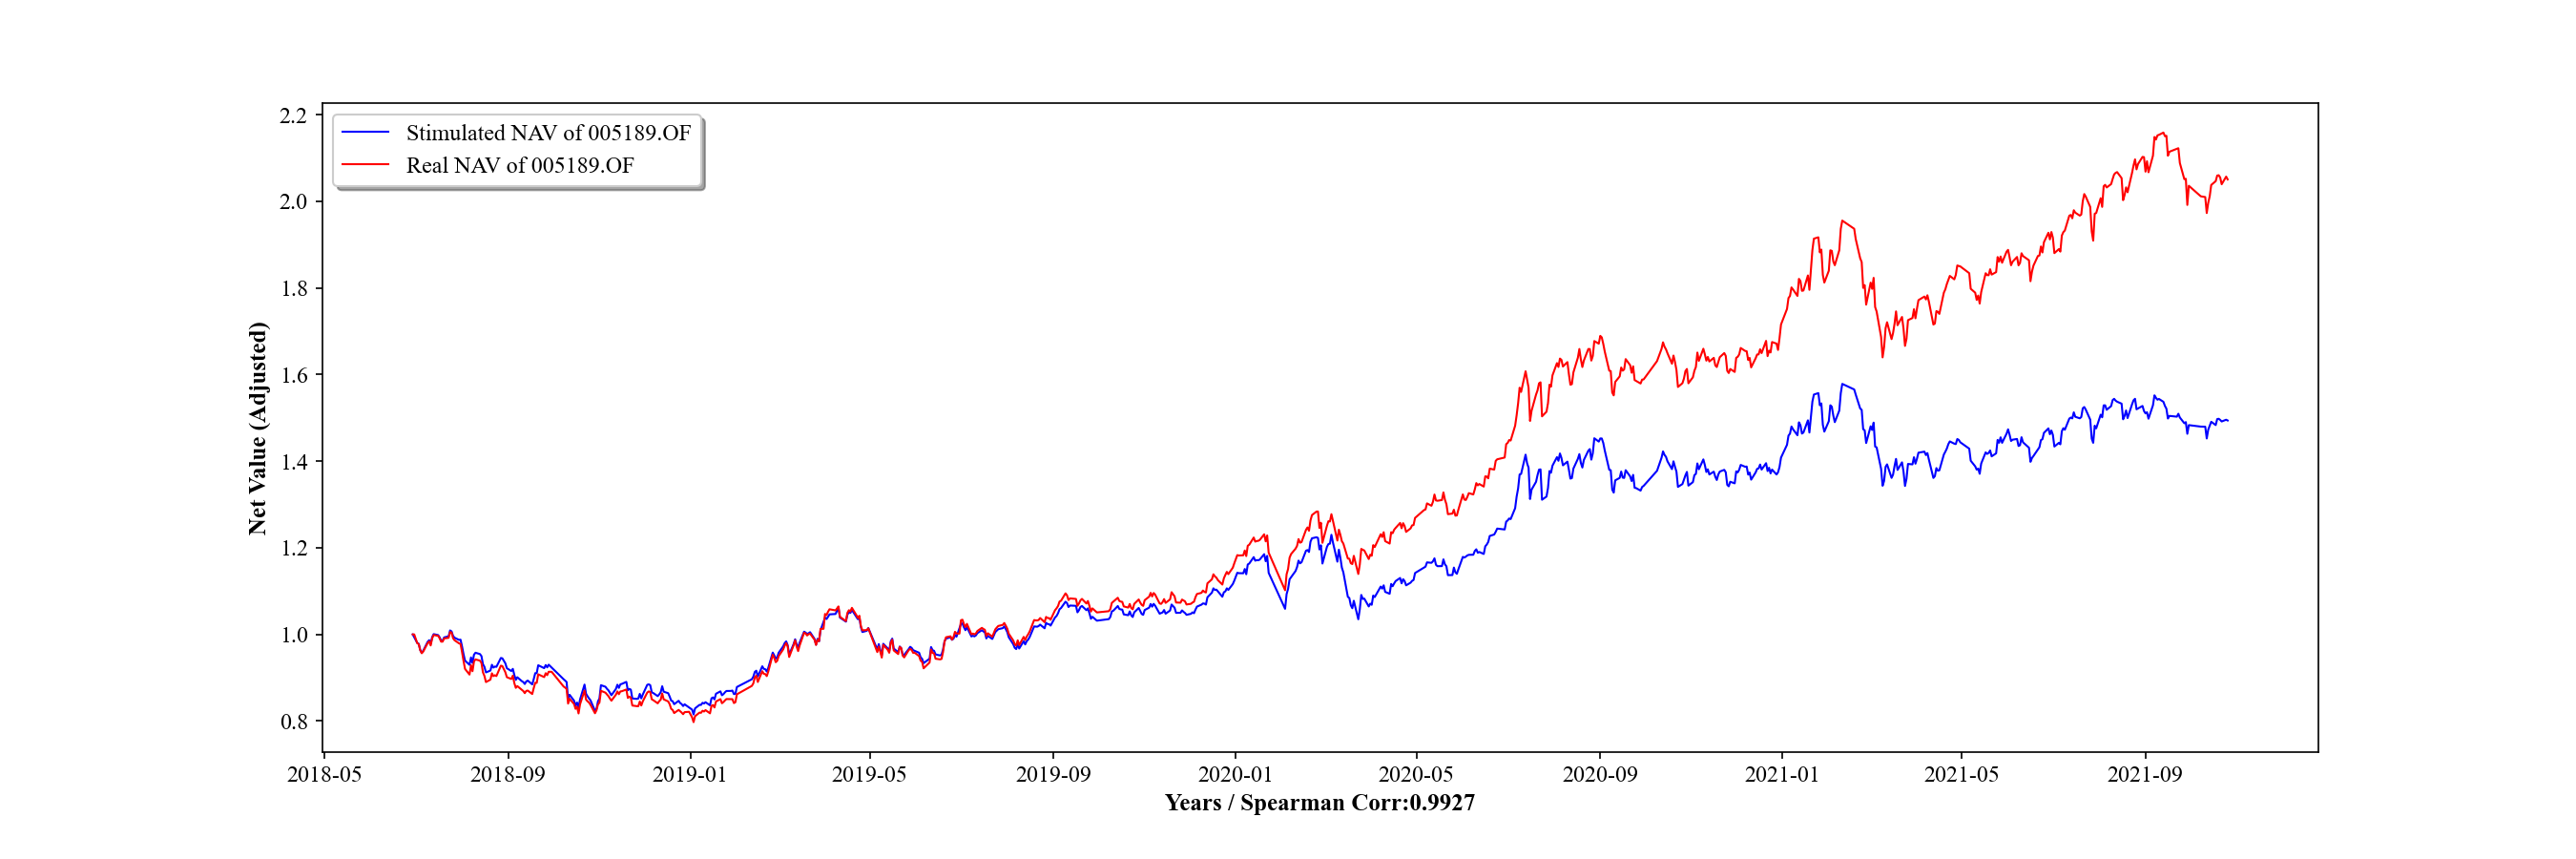 Stimulated NAV of 005189.OF
Real NAV of 005189.OF
Net Value (Adjusted)
2.2
2.0
1.8
1.6
1.4
1.2
1.0
0.8
2018-05 2018-09 2019-01 2019-05 2019-09 2020-01 2020-05 2020-09 2021-01 2021-05 2021-09
Years / Spearman Corr:0.9927